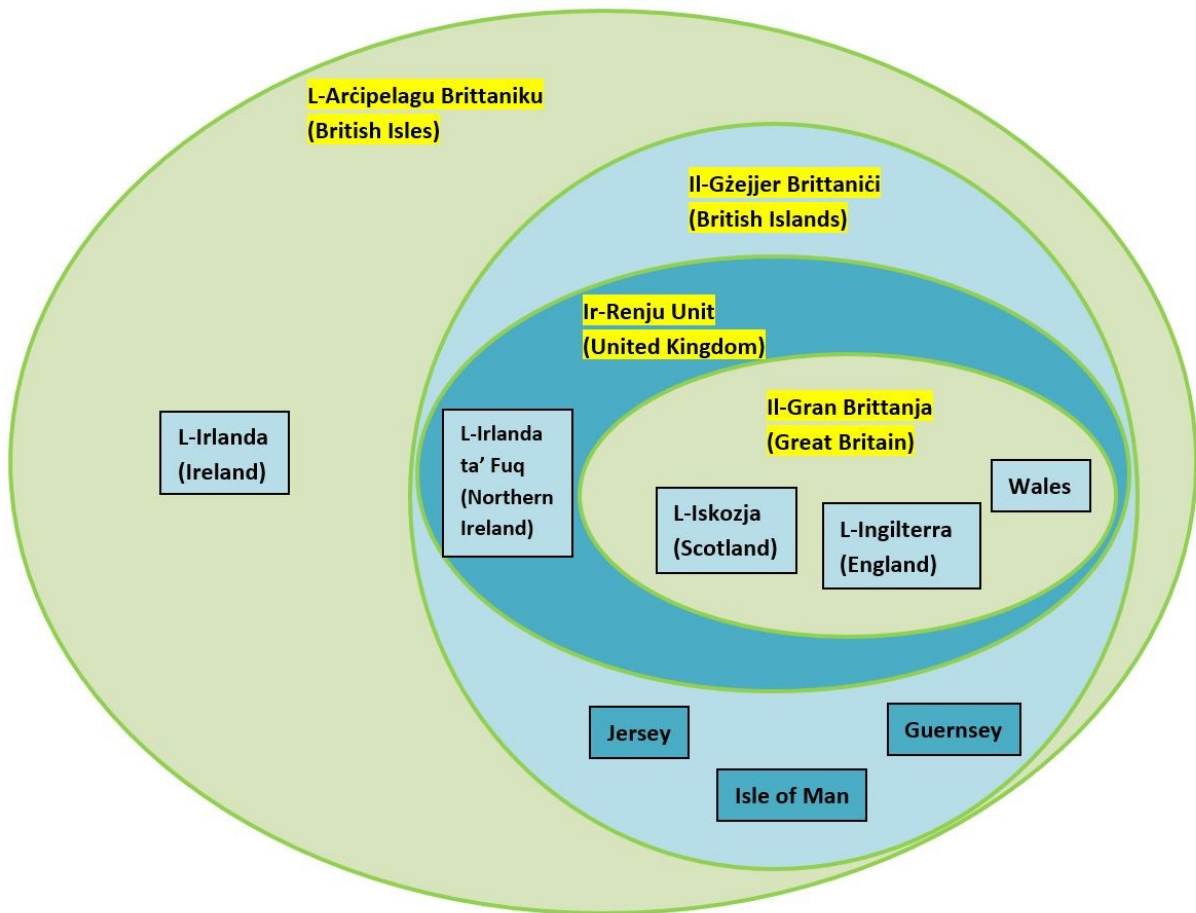 L-Arċipelagu Brittaniku
(British Isles)
Il-Gżejjer Brittaniċi
(British Islands)
Ir-Renju Unit
(United Kingdom)
Il-Gran Brittanja
(Great Britain)
L-Irlanda
(Ireland)
L-Irlanda
ta’ Fuq
(Northern
Ireland)
L-Iskozja
(Scotland)
L-Ingilterra
(England)
Wales
Jersey
Guernsey
Isle of Man